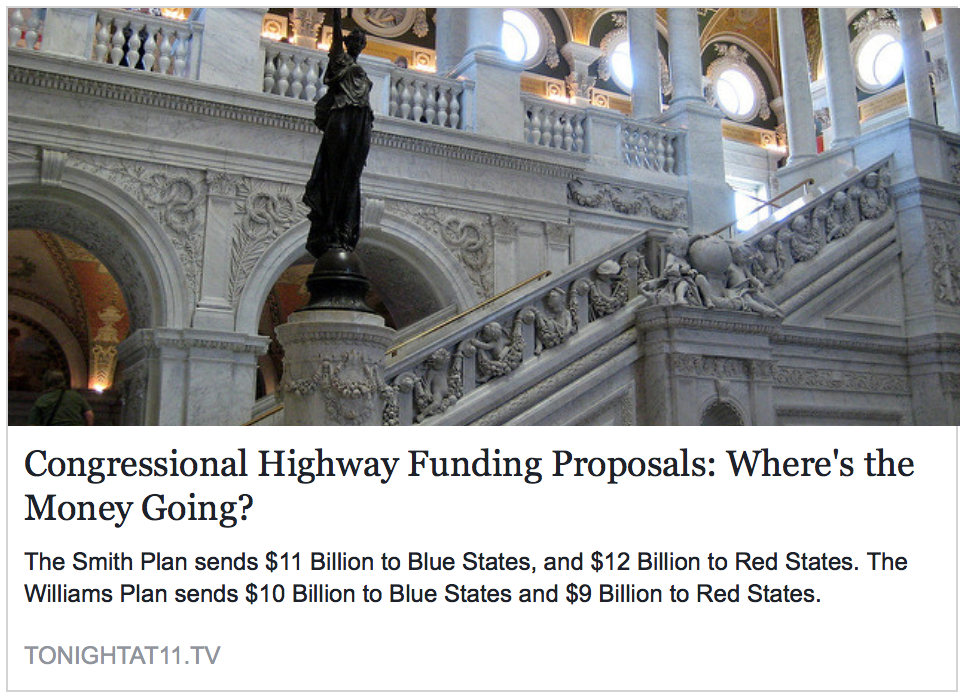 Congressional Highway Funding Proposals: Where's the
Money Going?
The Smith Plan sends $11 Billion to Blue States, and $12 Billion to Red States. The
Williams Plan sends $10 Billion to Blue States and $9 Billion to Red States.
TONIGHTAT11.TV